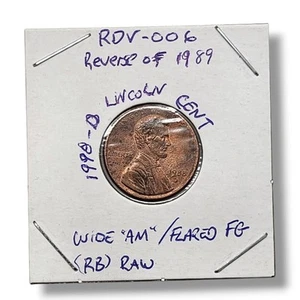 RDV-006
Reverse of 1989
1998-D LINCOLN CENT
WIDE "AM" / FLARED FG
(RB) RAW